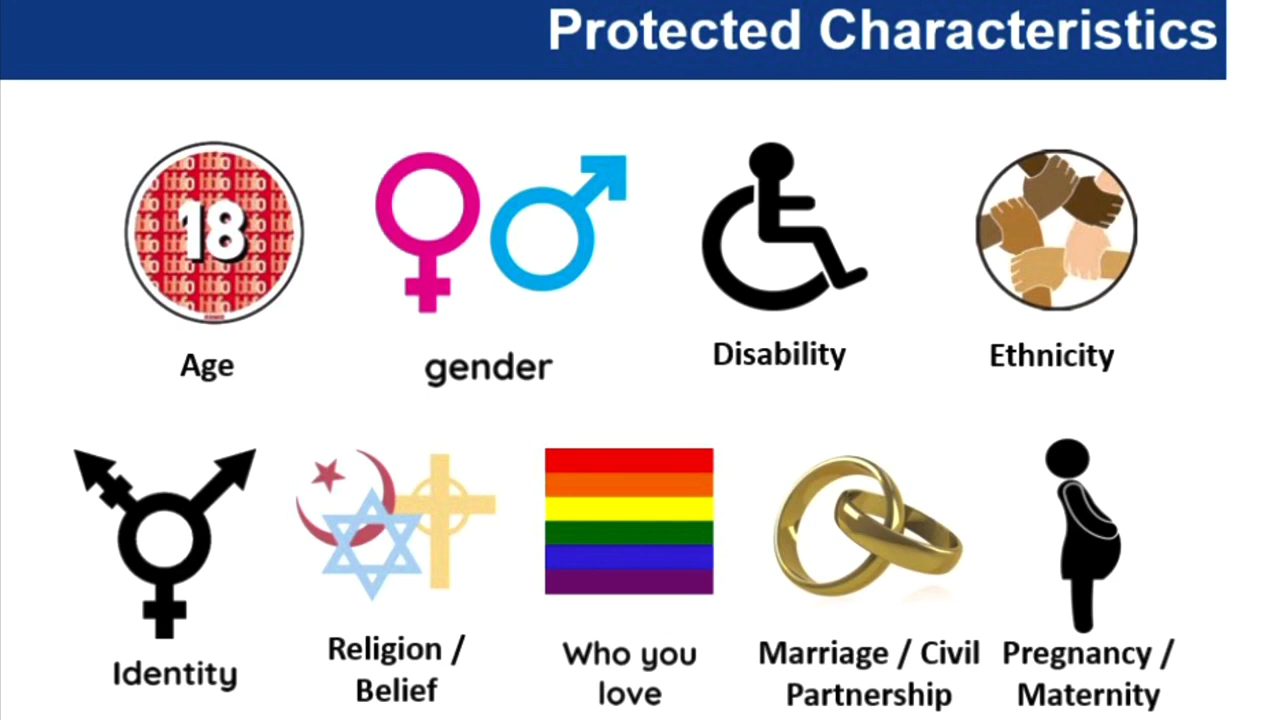 Protected Characteristics
18
Age
gender
Disability
Ethnicity
Identity
Religion /
Belief
Who you
love
Marriage / Civil
Partnership
Pregnancy /
Maternity